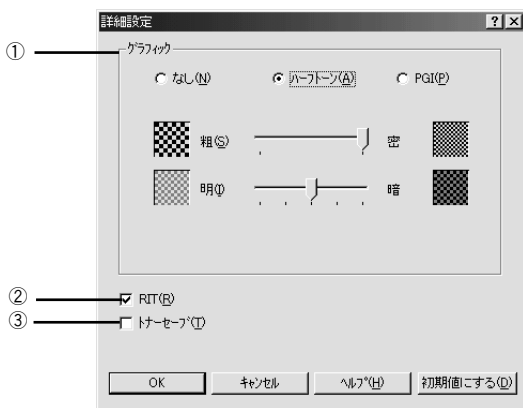 詳細設定
①
グラフィック
なし(N) ハーフトーン(A) PGI(P)
粗(S) 密
明(I) 暗
② RIT(R)
③ トナーセーブ(T)
OK キャンセル ヘルプ(H) 初期値にする(D)